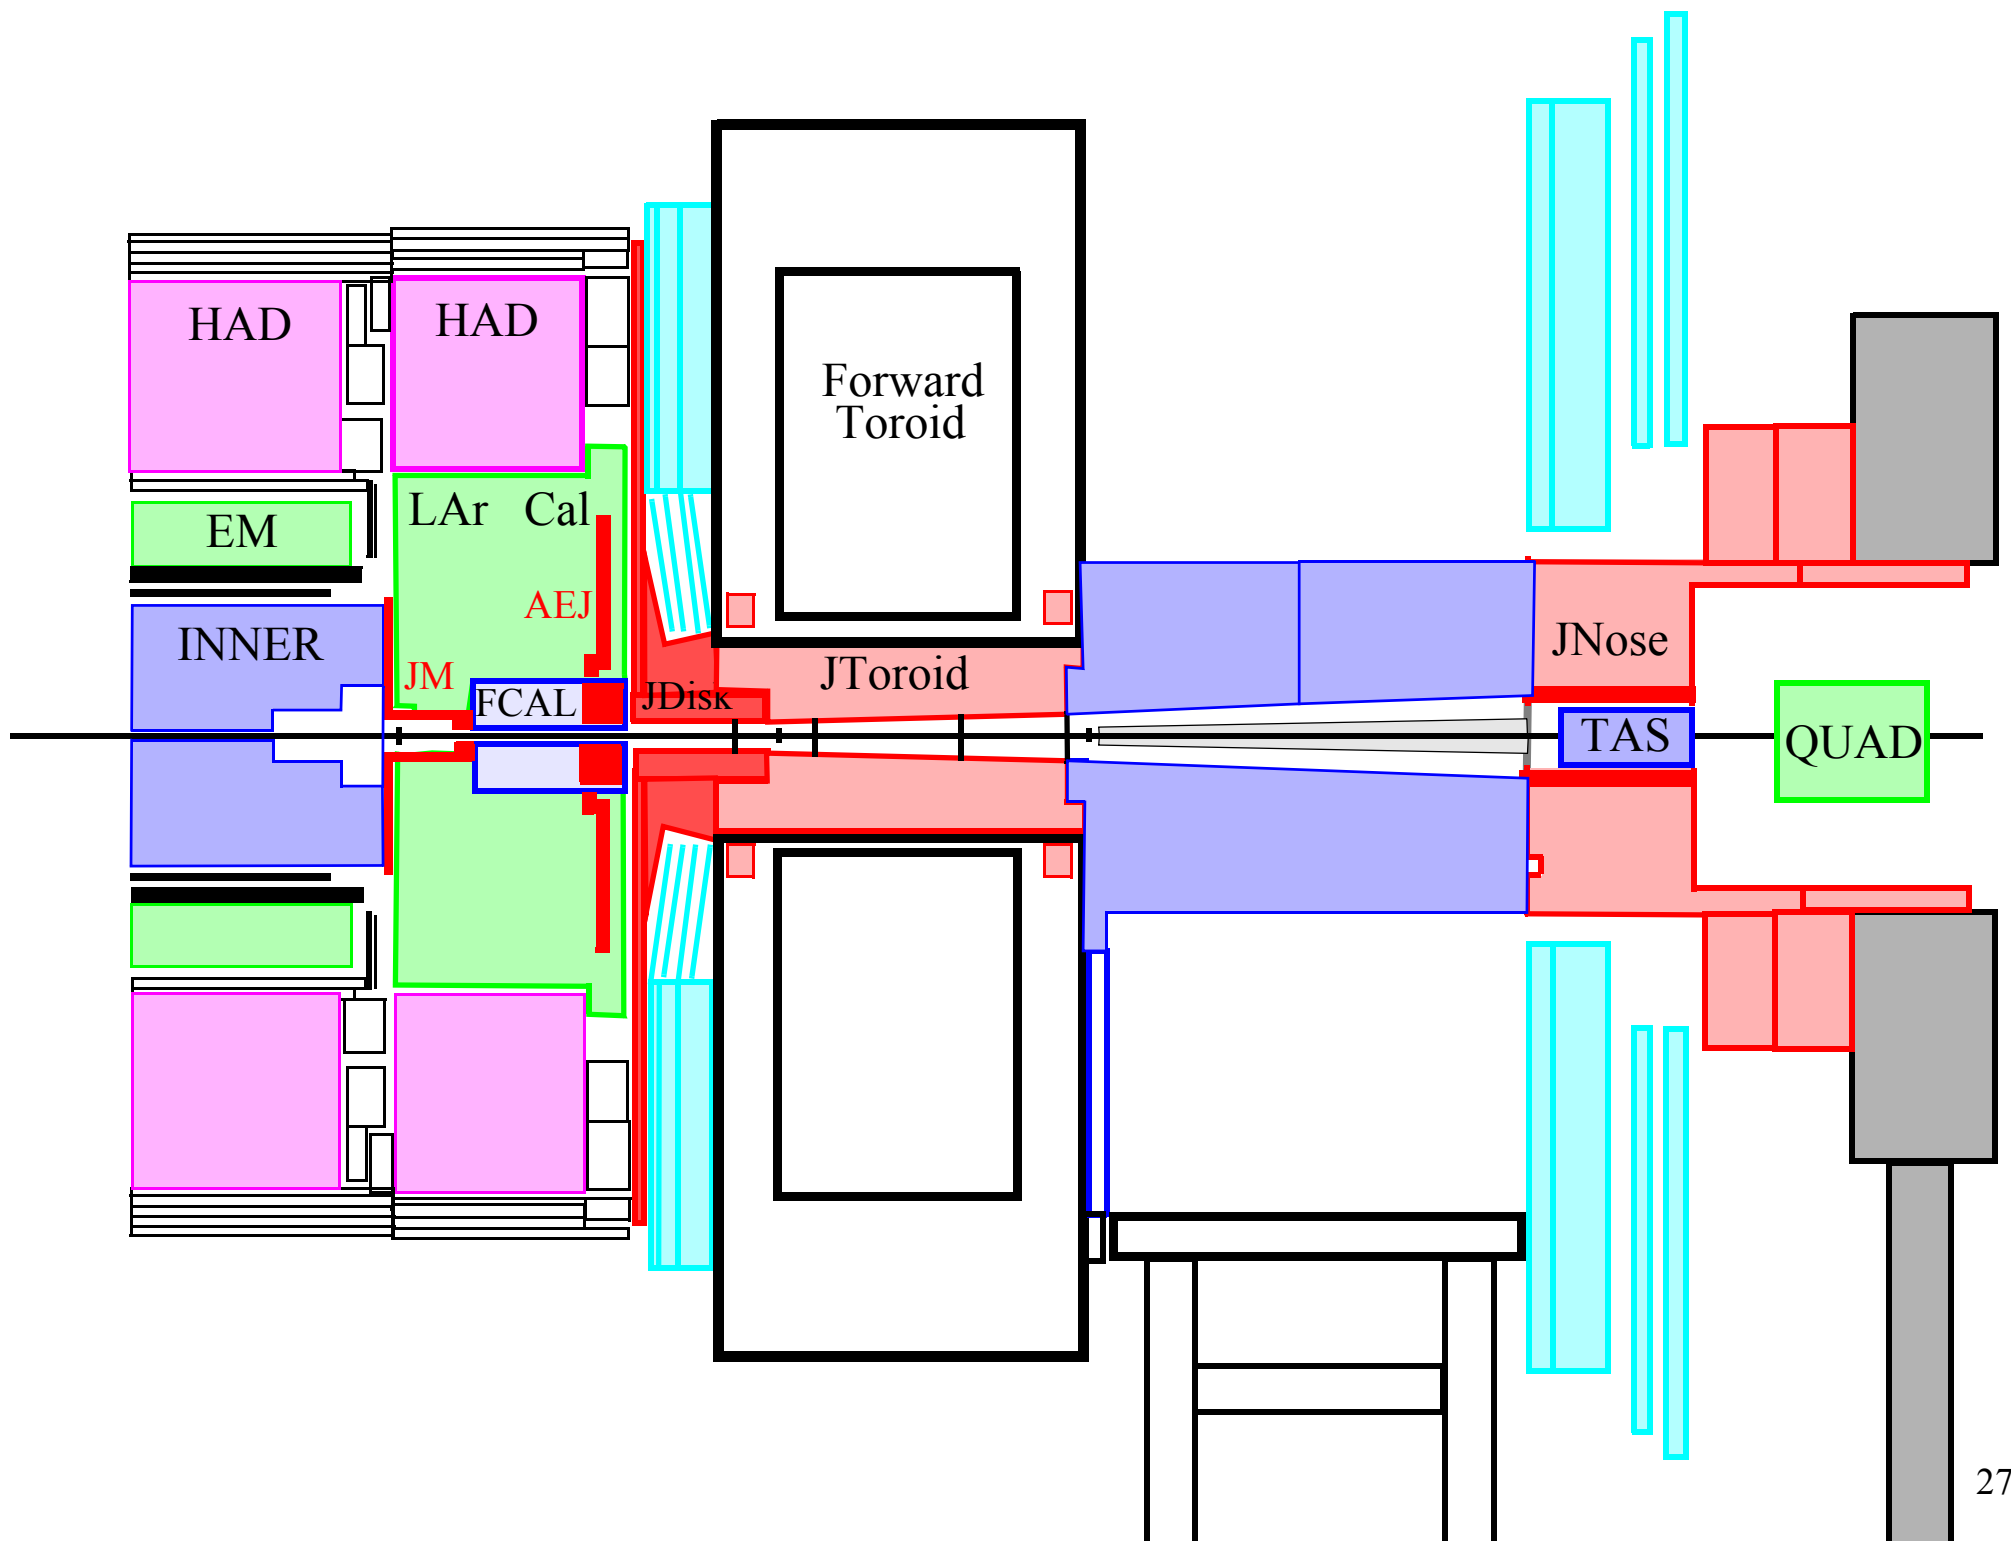 HAD
HAD
Forward
Toroid
LAr Cal
EM
AEJ
INNER
JM
FCAL
JDisk
JToroid
JNose
TAS
QUAD
27